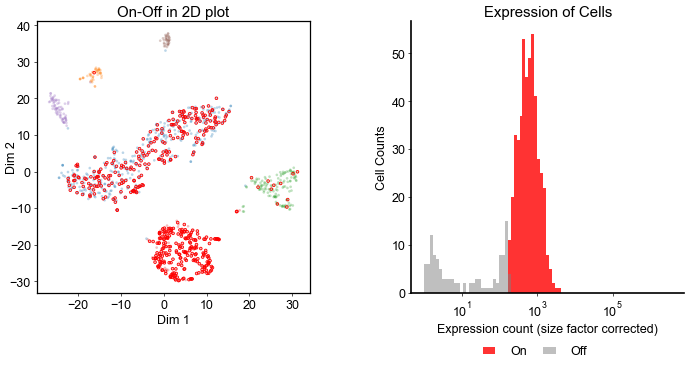 On-Off in 2D plot
Expression of Cells
Dim 2
40
30
20
10
0
−10
−20
−30
−20 −10 0 10 20 30
Dim 1
Cell Counts
50
40
30
20
10
0
10^1 10^3 10^5
Expression count (size factor corrected)
On Off